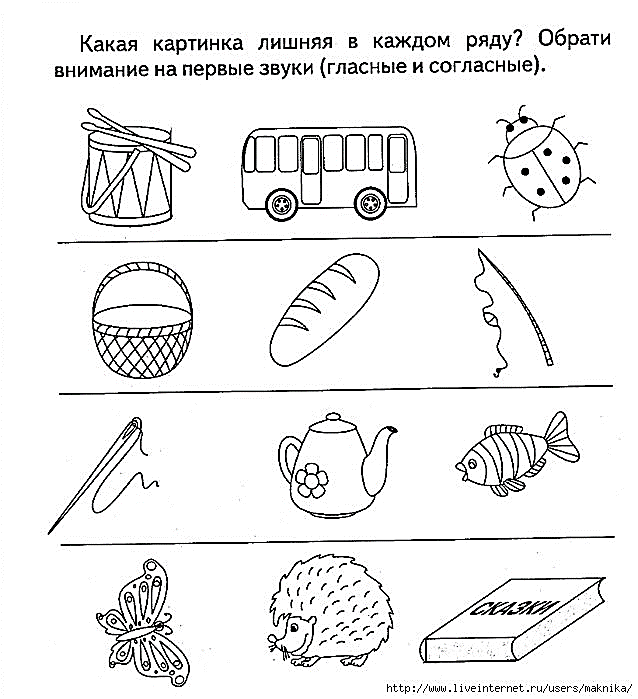 Какая картинка лишняя в каждом ряду? Обрати
внимание на первые звуки (гласные и согласные).
СКАЗКИ
http://www.liveinternet.ru/users/maknika/